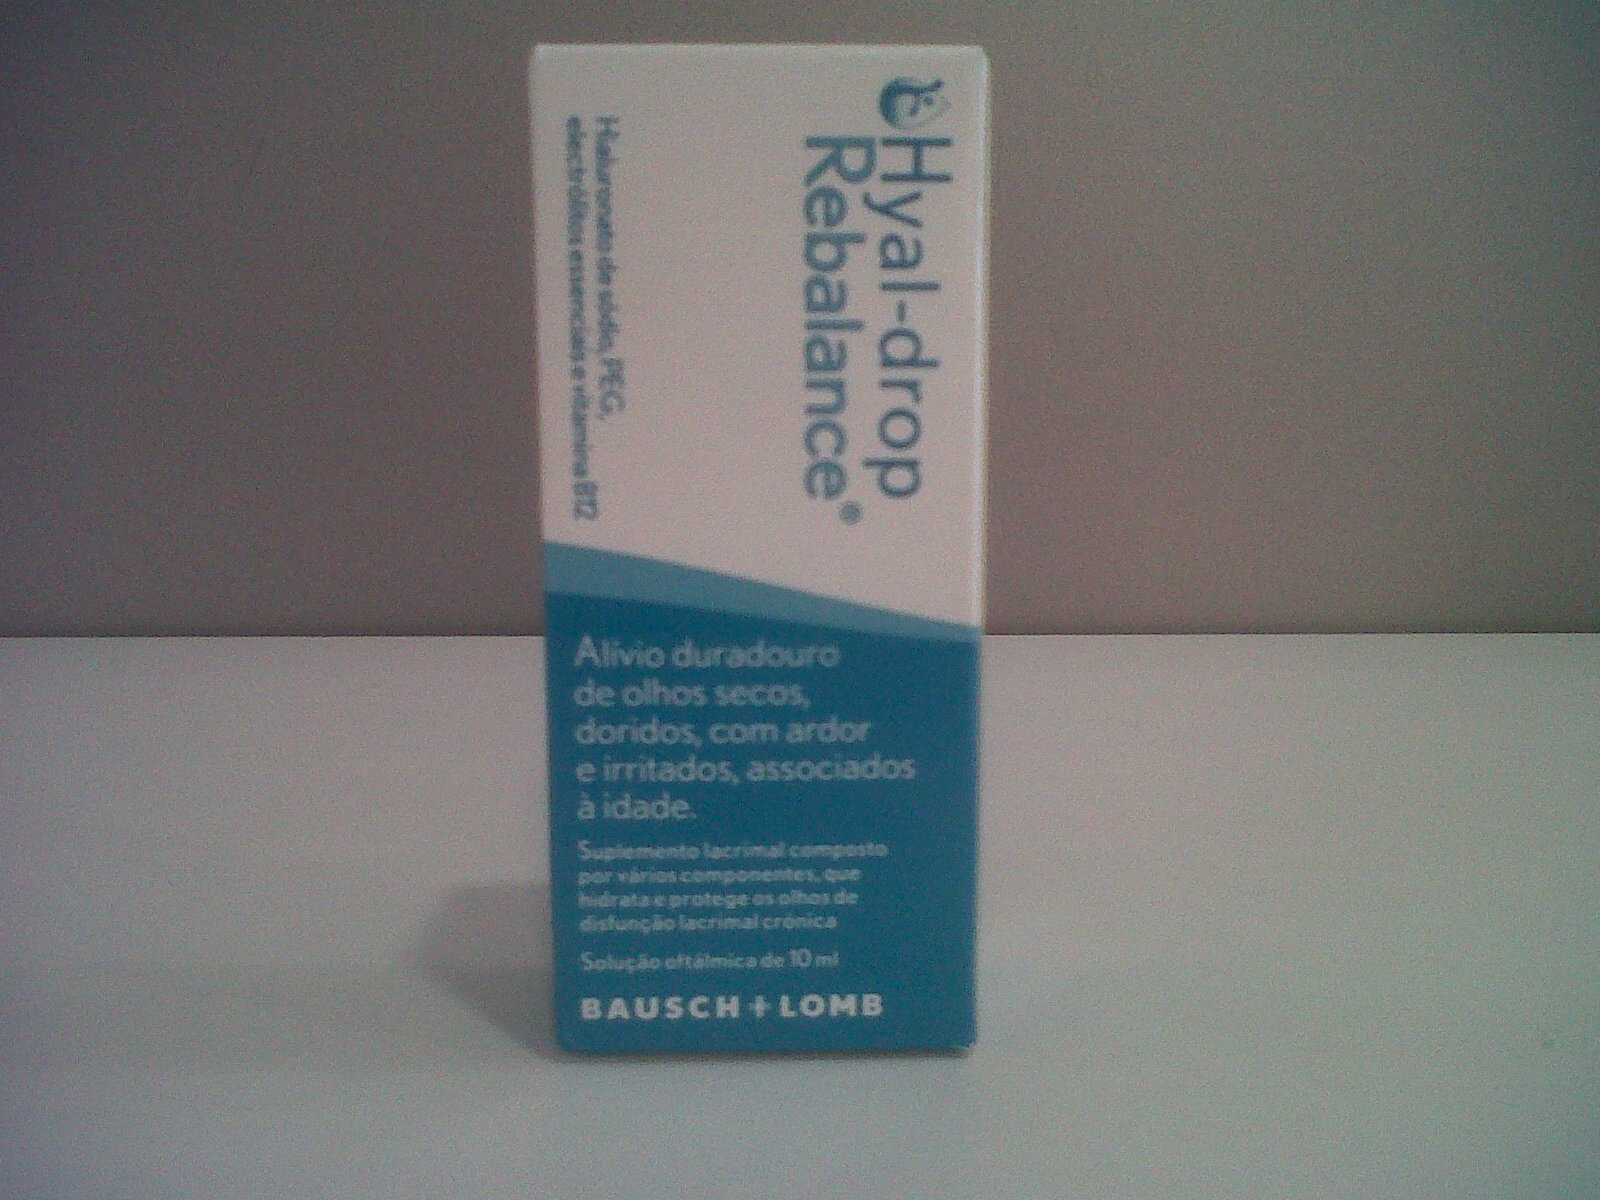 Hyal-drop
Rebalance®
Hialuronato de sódio, PEG,
electrólitos essenciais e vitamina B12
Alívio duradouro
de olhos secos,
doridos, com ardor
e irritados, associados
à idade.
Suplemento lacrimal composto
por vários componentes, que
hidrata e protege os olhos de
disfunção lacrimal crónica
Solução oftálmica de 10 ml
BAUSCH + LOMB